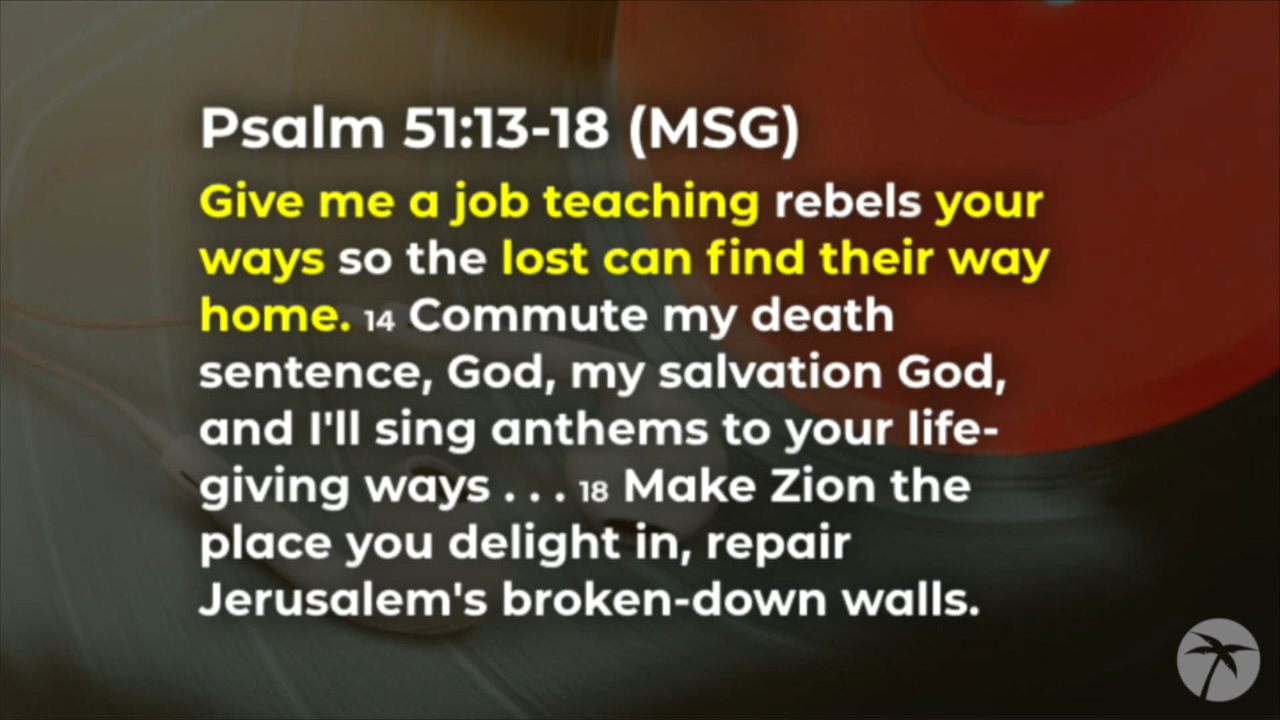 Psalm 51:13-18 (MSG)
Give me a job teaching rebels your
ways so the lost can find their way
home. 14 Commute my death
sentence, God, my salvation God,
and I'll sing anthems to your life-
giving ways . . . 18 Make Zion the
place you delight in, repair
Jerusalem's broken-down walls.